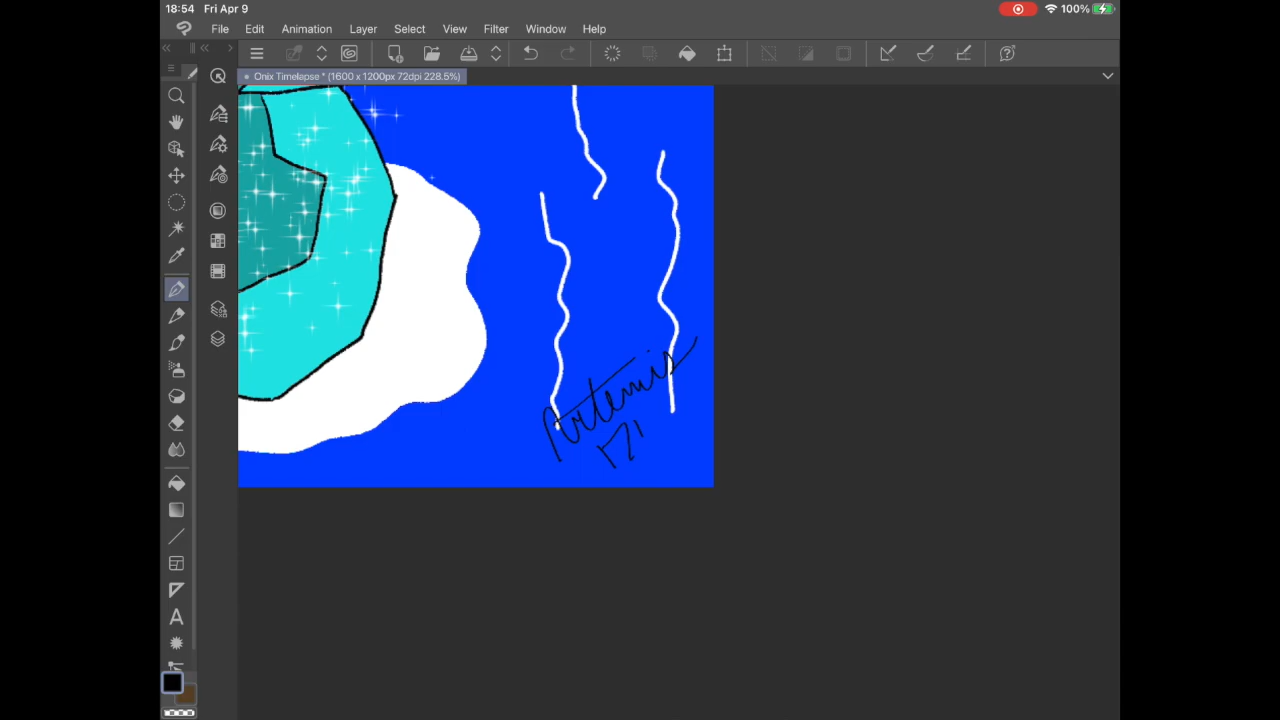 18:54 Fri Apr 9 100%
File Edit Animation Layer Select View Window Filter Help
Onix Timelapse * (1600 x 1200px 72dpi 228.5%)
Artemis